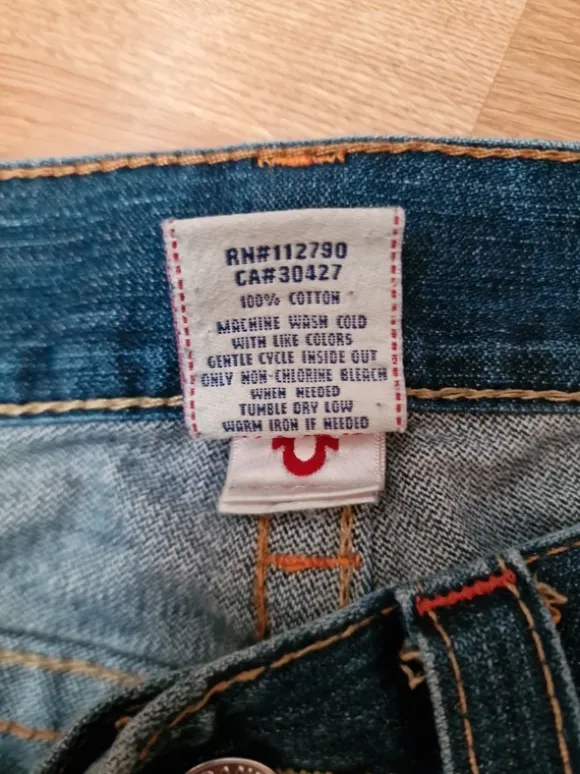 RN#112790
CA#30427
100% COTTON
MACHINE WASH COLD
WITH LIKE COLORS
GENTLE CYCLE INSIDE OUT
ONLY NON-CHLORINE BLEACH
WHEN NEEDED
TUMBLE DRY LOW
WARM IRON IF NEEDED